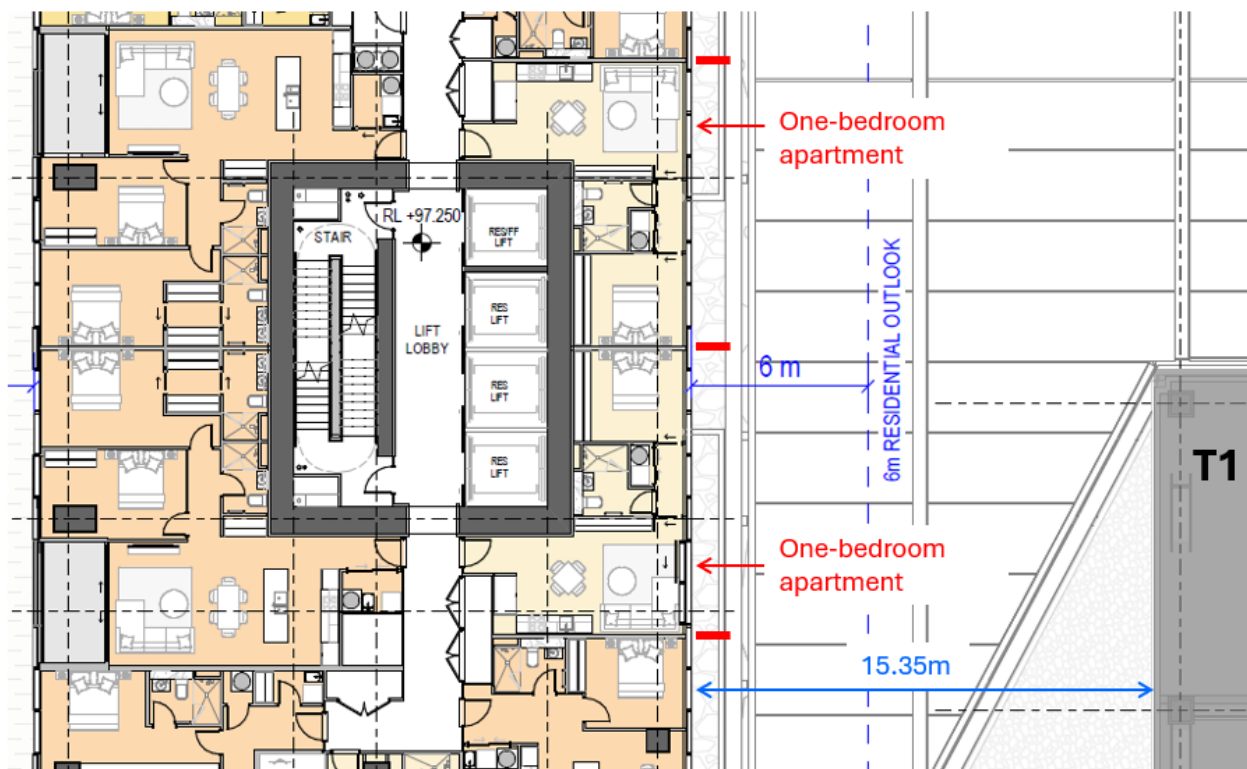 One-bedroom
apartment
RL +97.250
STAIR
RES/FF
LIFT
RES
LIFT
LIFT
LOBBY
RES
LIFT
RES
LIFT
6 m
6m RESIDENTIAL OUTLOOK
T1
One-bedroom
apartment
15.35m